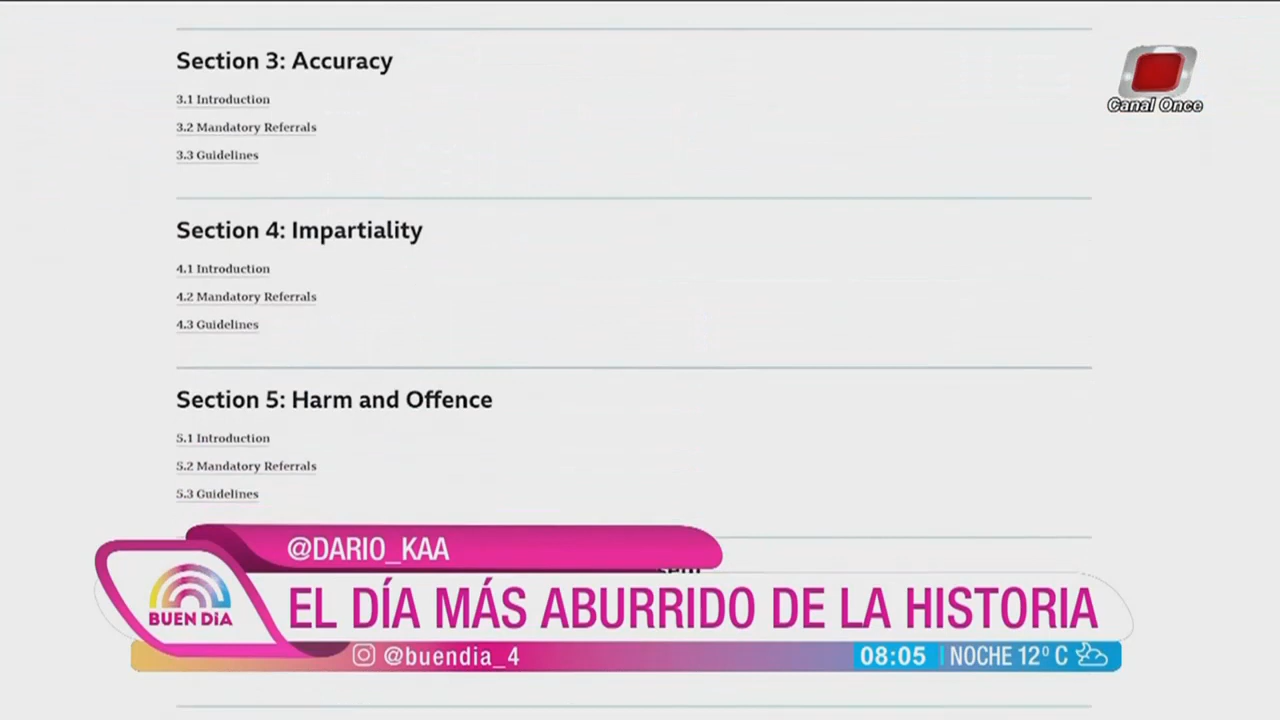 Section 3: Accuracy
3.1 Introduction
3.2 Mandatory Referrals
3.3 Guidelines
Canal Once
Section 4: Impartiality
4.1 Introduction
4.2 Mandatory Referrals
4.3 Guidelines
Section 5: Harm and Offence
5.1 Introduction
5.2 Mandatory Referrals
5.3 Guidelines
@DARIO_KAA
BUEN DÍA
EL DÍA MÁS ABURRIDO DE LA HISTORIA
@buendia_4
08:05 NOCHE 12º C